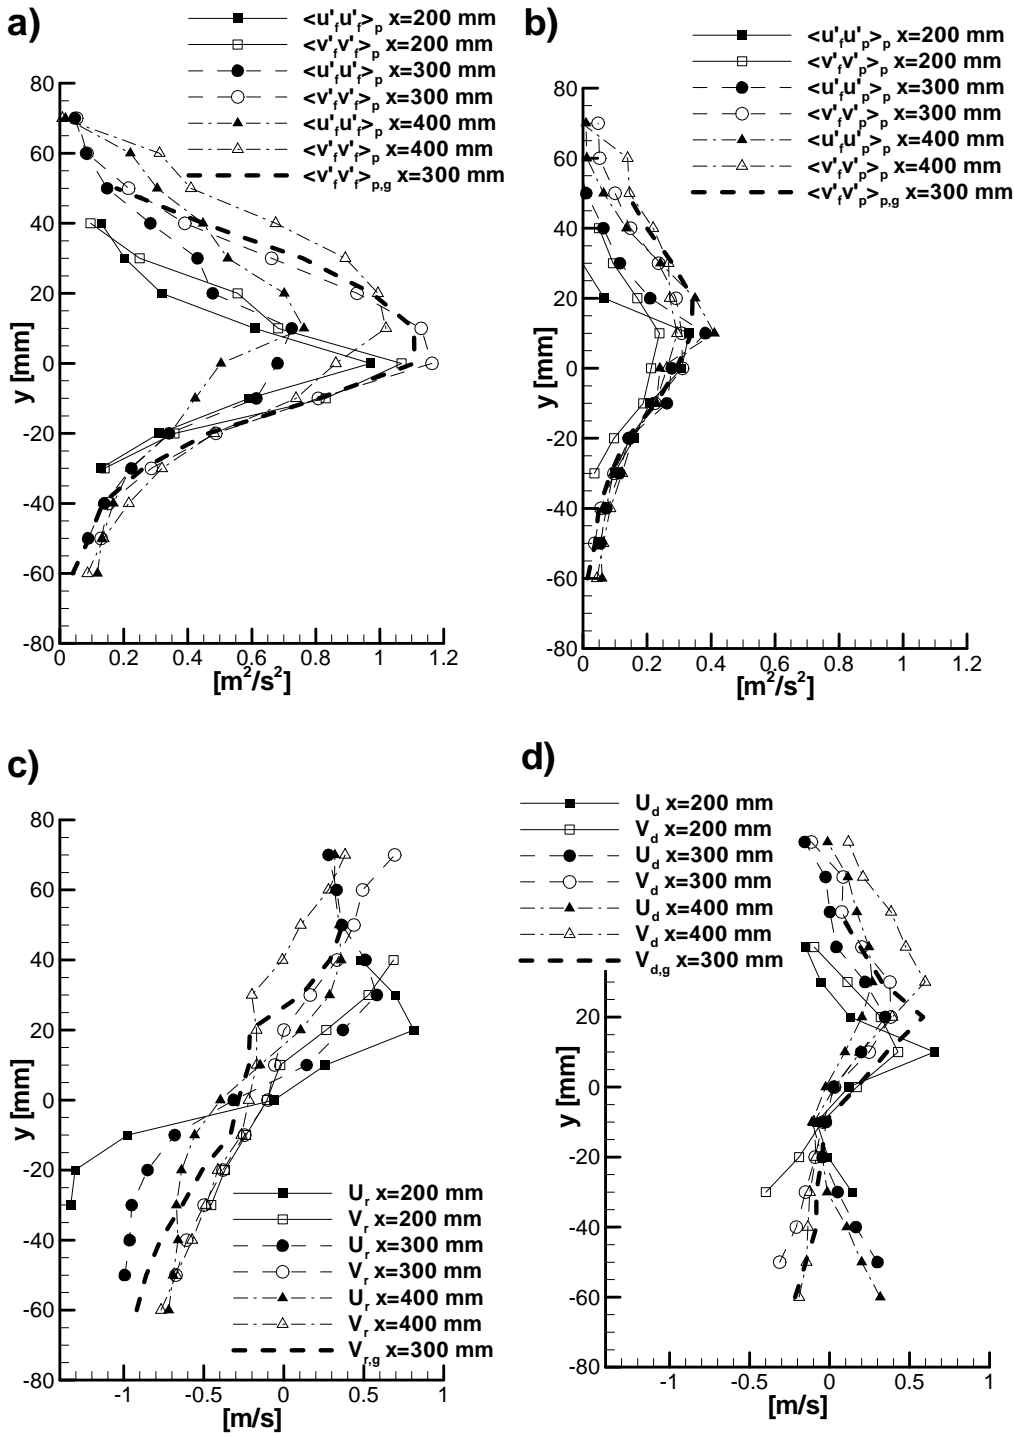 a)
<u'fu'f>p x=200 mm
<v'fv'f>p x=200 mm
<u'fu'f>p x=300 mm
<v'fv'f>p x=300 mm
<u'fu'f>p x=400 mm
<v'fv'f>p x=400 mm
<v'fv'f>p,g x=300 mm
80
60
40
20
0
-20
-40
-60
-80
y [mm]
0 0.2 0.4 0.6 0.8 1 1.2
[m²/s²]
b)
<u'fu'p>p x=200 mm
<v'fv'p>p x=200 mm
<u'fu'p>p x=300 mm
<v'fv'p>p x=300 mm
<u'fu'p>p x=400 mm
<v'fv'p>p x=400 mm
<v'fv'p>p,g x=300 mm
80
60
40
20
0
-20
-40
-60
-80
y [mm]
0 0.2 0.4 0.6 0.8 1 1.2
[m²/s²]
c)
80
60
40
20
0
-20
-40
-60
-80
y [mm]
Ur x=200 mm
Vr x=200 mm
Ur x=300 mm
Vr x=300 mm
Ur x=400 mm
Vr x=400 mm
Vr,g x=300 mm
-1 -0.5 0 0.5 1
[m/s]
d)
Ud x=200 mm
Vd x=200 mm
Ud x=300 mm
Vd x=300 mm
Ud x=400 mm
Vd x=400 mm
Vd,g x=300 mm
20
0
-20
-40
-60
-80
y [mm]
-1 -0.5 0 0.5 1
[m/s]